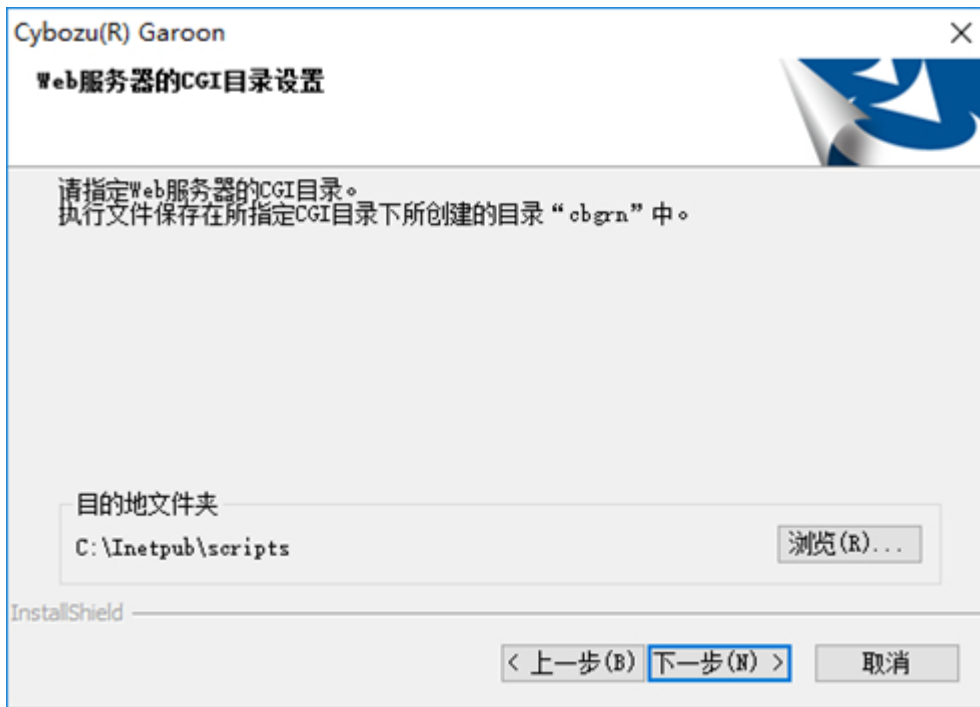 Cybozu(R) Garoon
Web服务器的CGI目录设置
请指定Web服务器的CGI目录。
执行文件保存在所指定CGI目录下所创建的目录“cbgrn”中。
目的地文件夹
C:\Inetpub\scripts
浏览(R)...
InstallShield
< 上一步(B)
下一步(N) >
取消